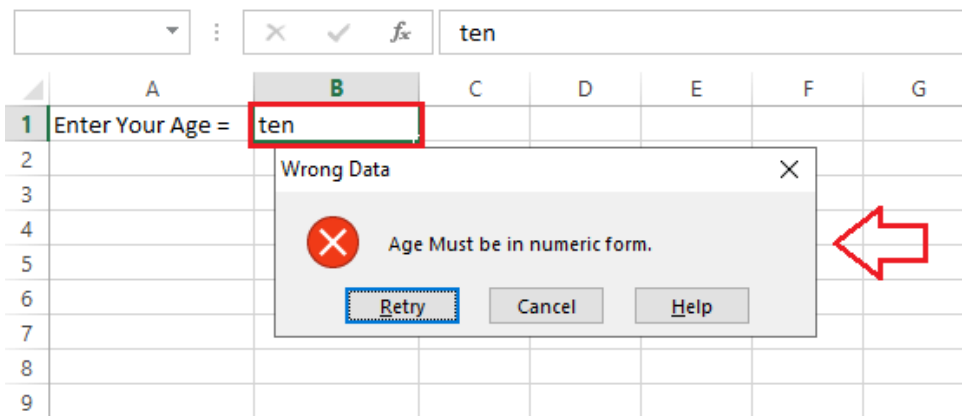 fx ten
A B C D E F G
1 Enter Your Age = ten
2
Wrong Data
3
4
Age Must be in numeric form.
5
6
Retry Cancel Help
7
8
9